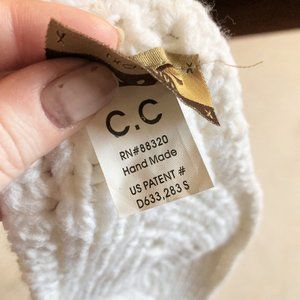 C.C
RN#88320
Hand Made
US PATENT #
D633,283 S